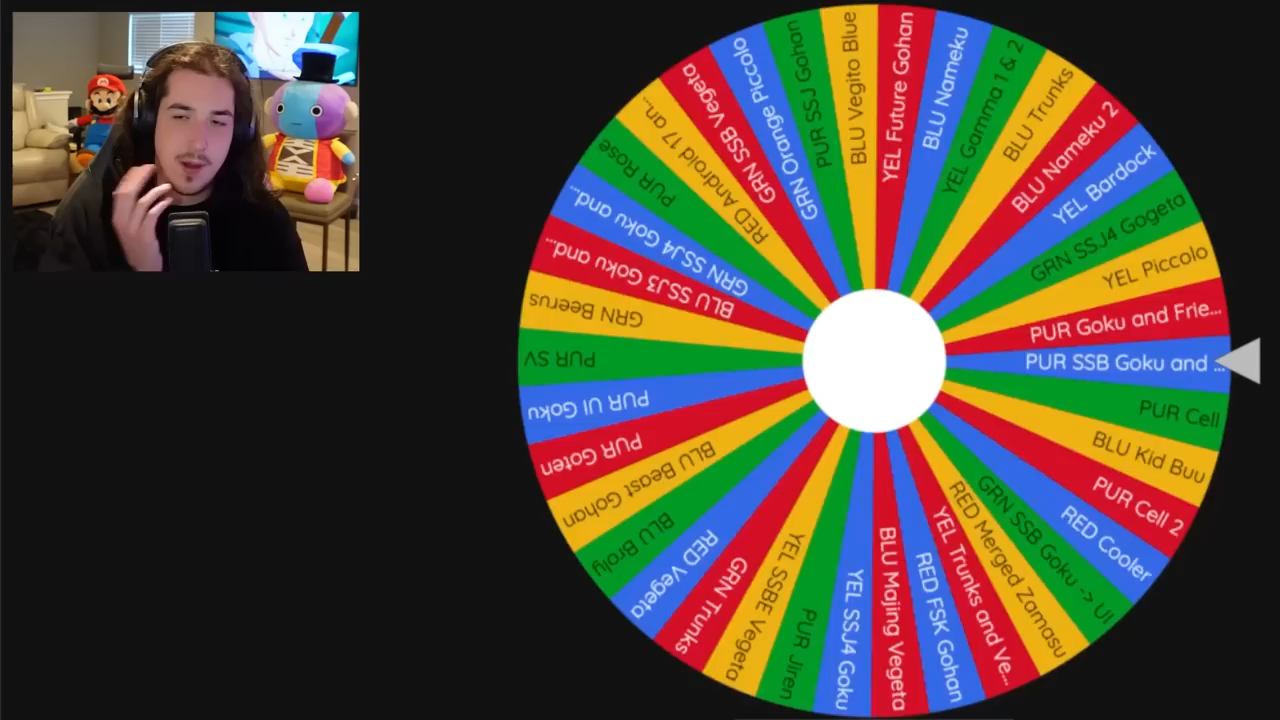 BLU Vegito Blue
YEL Future Gohan
BLU Nameku
YEL Gamma 1 & 2
BLU Trunks
BLU Nameku 2
YEL Bardock
GRN SSJ4 Gogeta
YEL Piccolo
PUR Goku and Frie...
PUR SSB Goku and ...
PUR Cell
BLU Kid Buu
PUR Cell 2
RED Cooler
GRN SSB Goku -> UI
RED Merged Zamasu
YEL Trunks and Ve...
RED FSK Gohan
BLU Majing Vegeta
YEL SSJ4 Goku
PUR Jiren
YEL SSBE Vegeta
GRN Trunks
RED Vegeta
BLU Broly
BLU Beast Gohan
PUR Goten
PUR UI Goku
PUR SV
GRN Beerus
BLU SSJ3 Goku and...
GRN SSJ4 Goku and...
PUR Rose
RED Android 17 an...
GRN SSB Vegeta
GRN Orange Piccolo
PUR SSJ Gohan